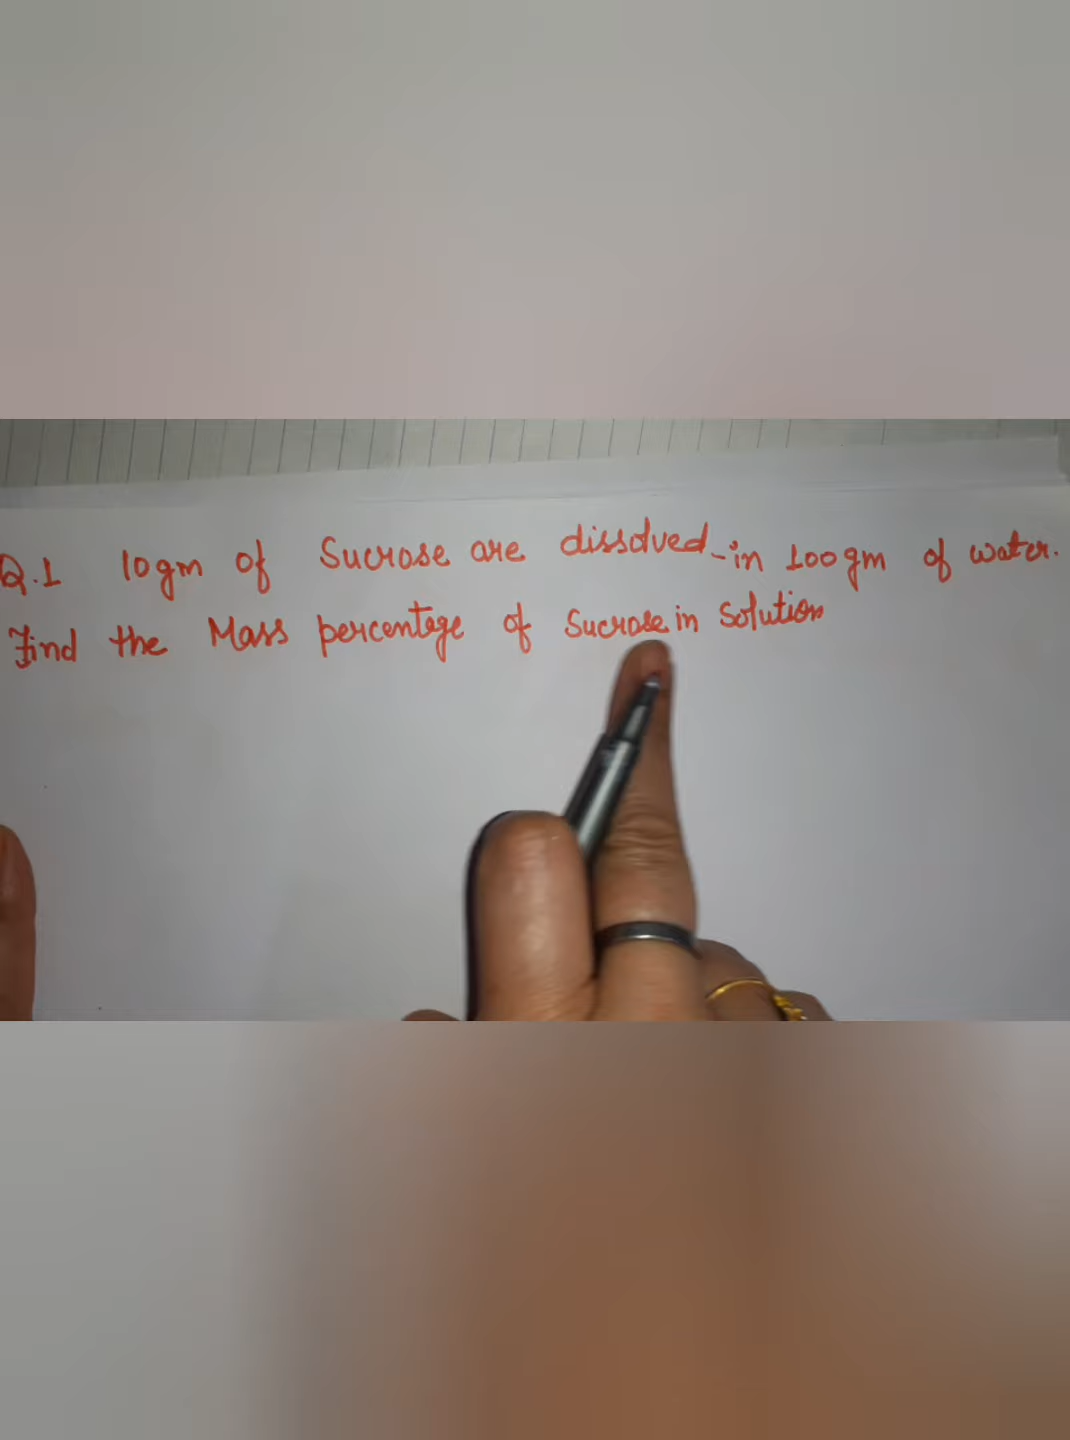 Q.1 10gm of Sucrose are dissolved in 100gm of water.
Find the Mass percentage of Sucrose in Solution